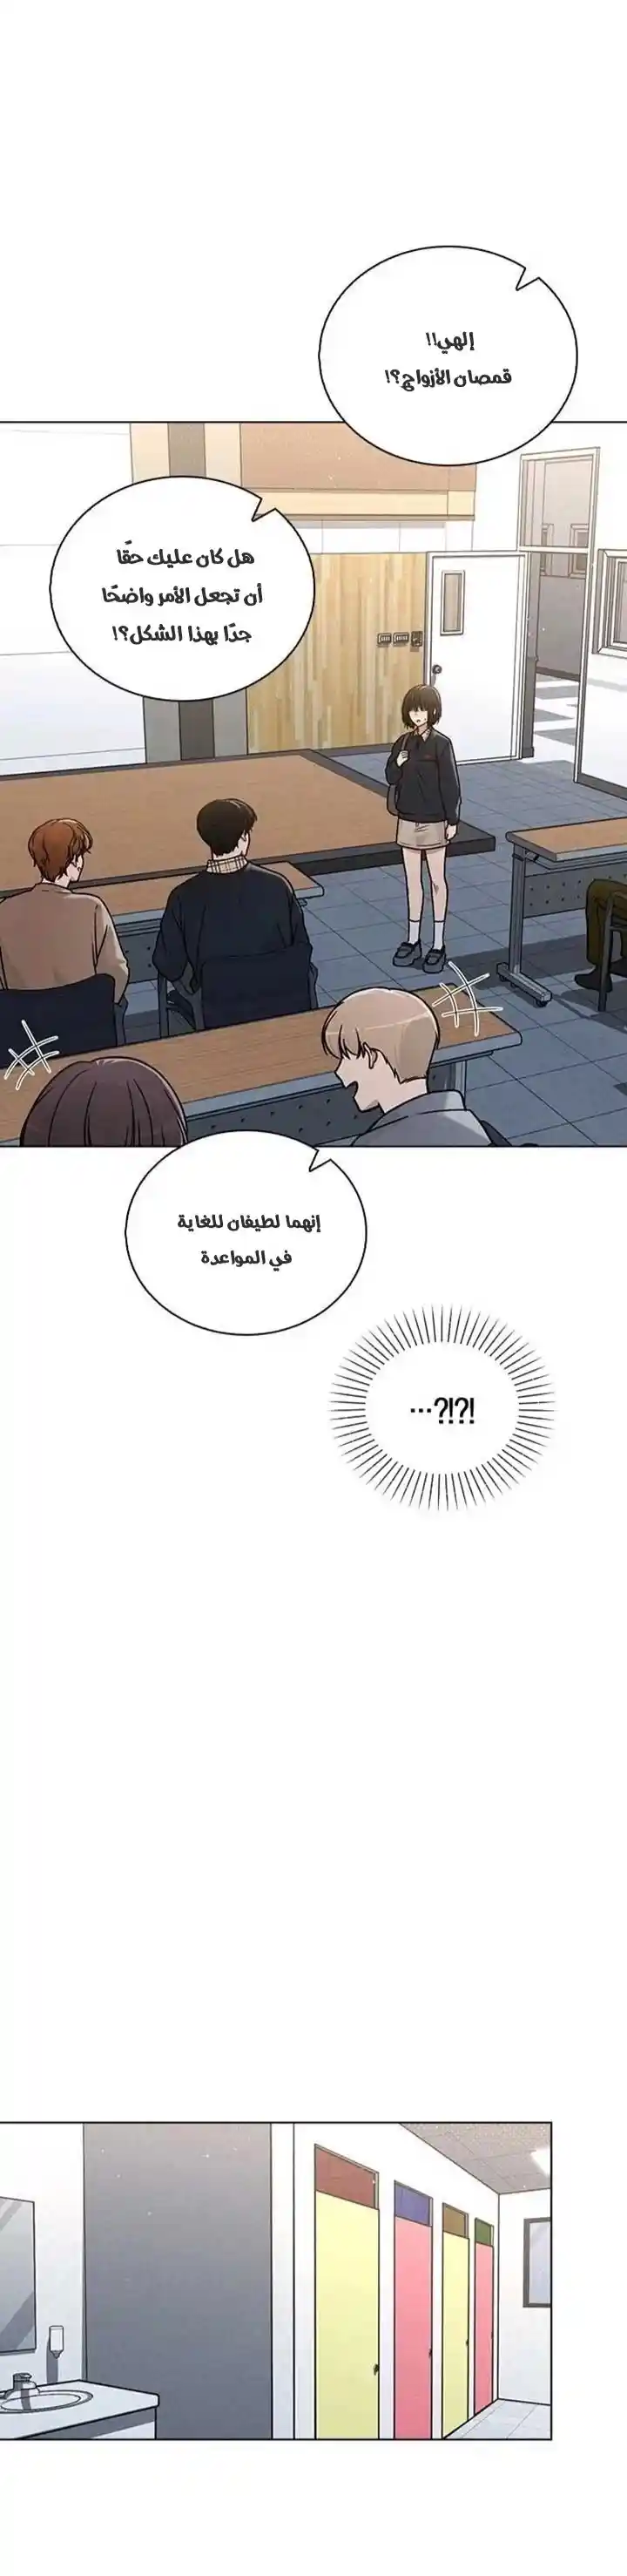 إلهي!!
قمصان الأزواج؟!
هل كان عليك حقًا
أن تجعل الأمر واضحًا
جدًا بهذا الشكل؟!
إنهما لطيفان للغاية
في المواعدة
...?!?!